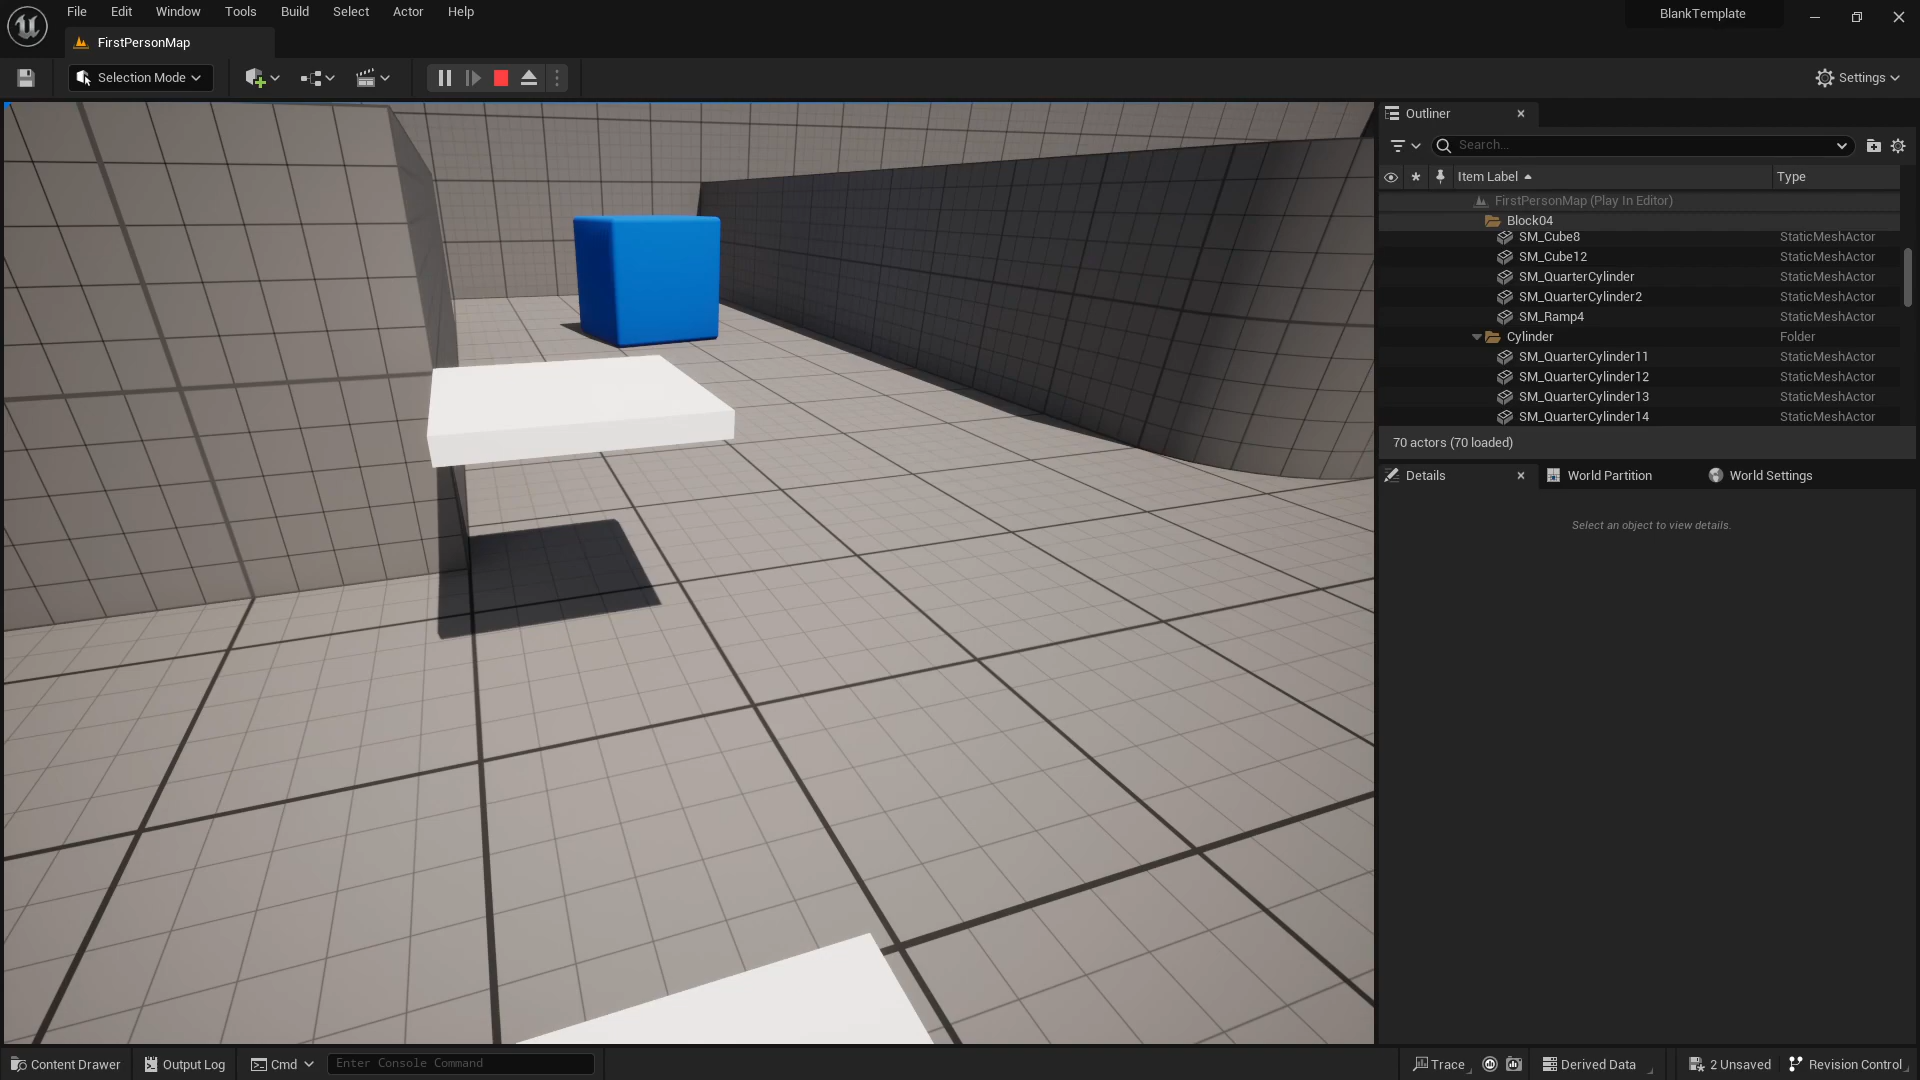 File Edit Window Tools Build Select Actor Help
BlankTemplate
FirstPersonMap
Selection Mode
Settings
Outliner
Search...
Item Label Type
FirstPersonMap (Play In Editor)
Block04
SM_Cube8 StaticMeshActor
SM_Cube12 StaticMeshActor
SM_QuarterCylinder StaticMeshActor
SM_QuarterCylinder2 StaticMeshActor
SM_Ramp4 StaticMeshActor
Cylinder Folder
SM_QuarterCylinder11 StaticMeshActor
SM_QuarterCylinder12 StaticMeshActor
SM_QuarterCylinder13 StaticMeshActor
SM_QuarterCylinder14 StaticMeshActor
70 actors (70 loaded)
Details World Partition World Settings
Select an object to view details.
Content Drawer Output Log Cmd Enter Console Command Trace Derived Data 2 Unsaved Revision Control